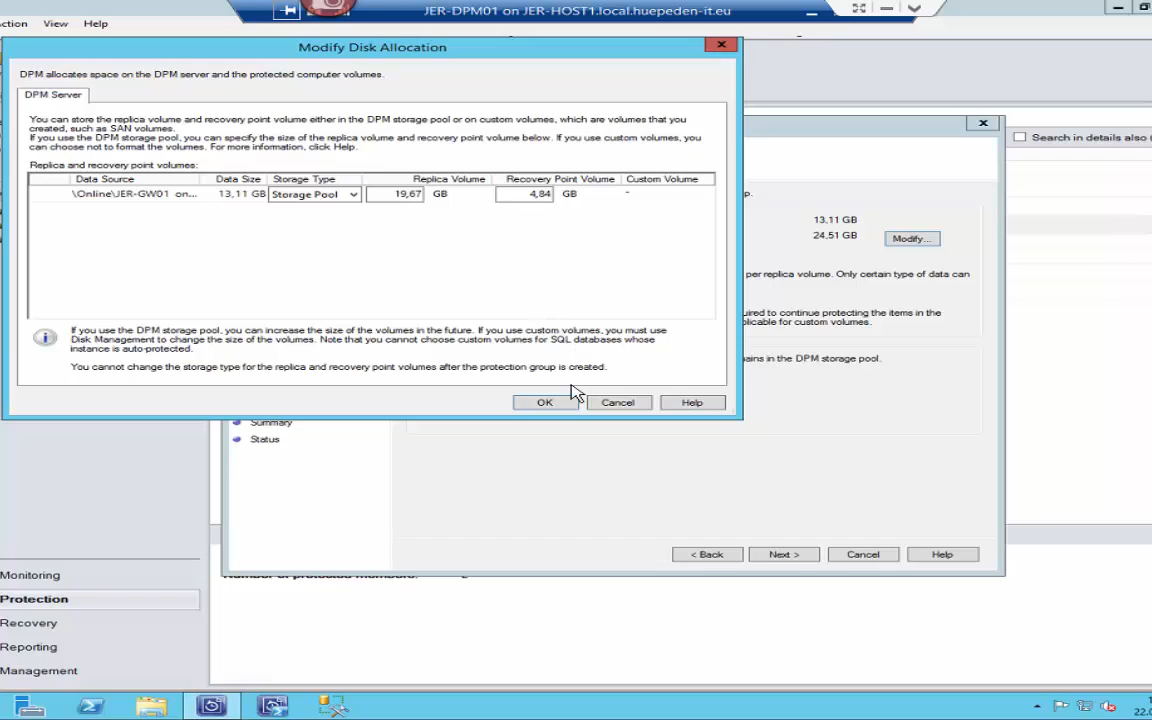 JER-DPM01 on JER-HOST1.local.huepeden-it.eu
ction View Help
Modify Disk Allocation
DPM allocates space on the DPM server and the protected computer volumes.
DPM Server
You can store the replica volume and recovery point volume either in the DPM storage pool or on custom volumes, which are volumes that you
created, such as SAN volumes.
If you use the DPM storage pool, you can specify the size of the replica volume and recovery point volume below. If you use custom volumes, you
can choose not to format the volumes. For more information, click Help.
Replica and recovery point volumes:
Data Source Data Size Storage Type Replica Volume Recovery Point Volume Custom Volume
\Online\JER-GW01 on... 13,11 GB Storage Pool 19,67 GB 4,84 GB -
If you use the DPM storage pool, you can increase the size of the volumes in the future. If you use custom volumes, you must use
Disk Management to change the size of the volumes. Note that you cannot choose custom volumes for SQL databases whose
instance is auto-protected.
You cannot change the storage type for the replica and recovery point volumes after the protection group is created.
OK Cancel Help
Search in details also (
p.
13,11 GB
24,51 GB Modify...
per replica volume. Only certain type of data can
uired to continue protecting the items in the
plicable for custom volumes.
ains in the DPM storage pool.
Summary
Status
< Back Next > Cancel Help
Monitoring
Protection
Recovery
Reporting
Management
22.0